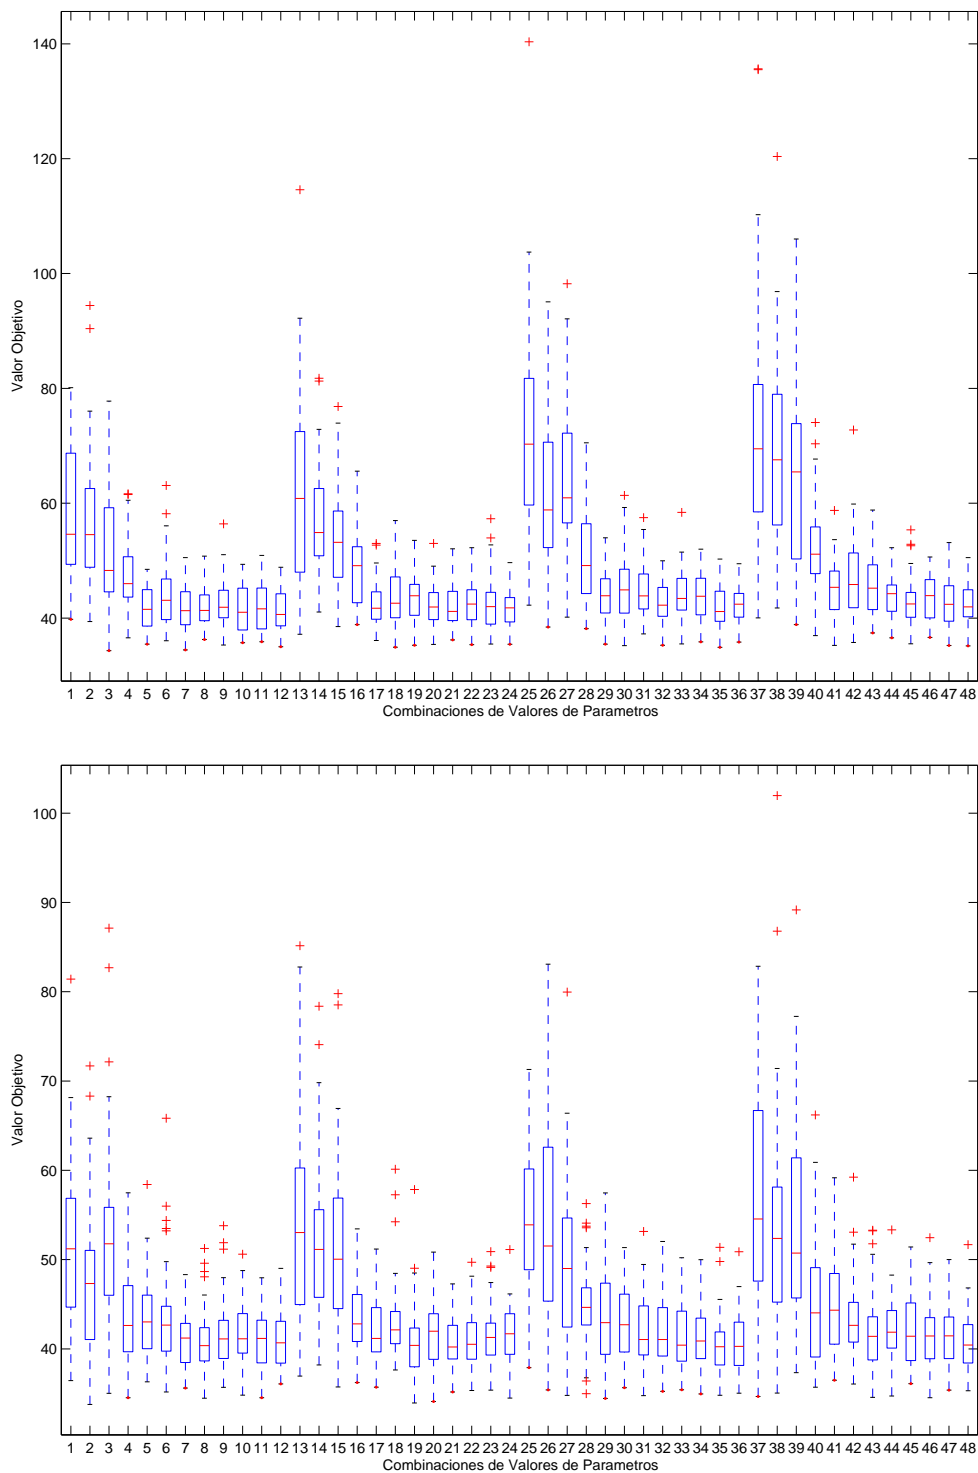 140
120
100
80
60
40
Valor Objetivo
1 2 3 4 5 6 7 8 9 10 11 12 13 14 15 16 17 18 19 20 21 22 23 24 25 26 27 28 29 30 31 32 33 34 35 36 37 38 39 40 41 42 43 44 45 46 47 48
Combinaciones de Valores de Parametros
100
90
80
70
60
50
40
Valor Objetivo
1 2 3 4 5 6 7 8 9 10 11 12 13 14 15 16 17 18 19 20 21 22 23 24 25 26 27 28 29 30 31 32 33 34 35 36 37 38 39 40 41 42 43 44 45 46 47 48
Combinaciones de Valores de Parametros